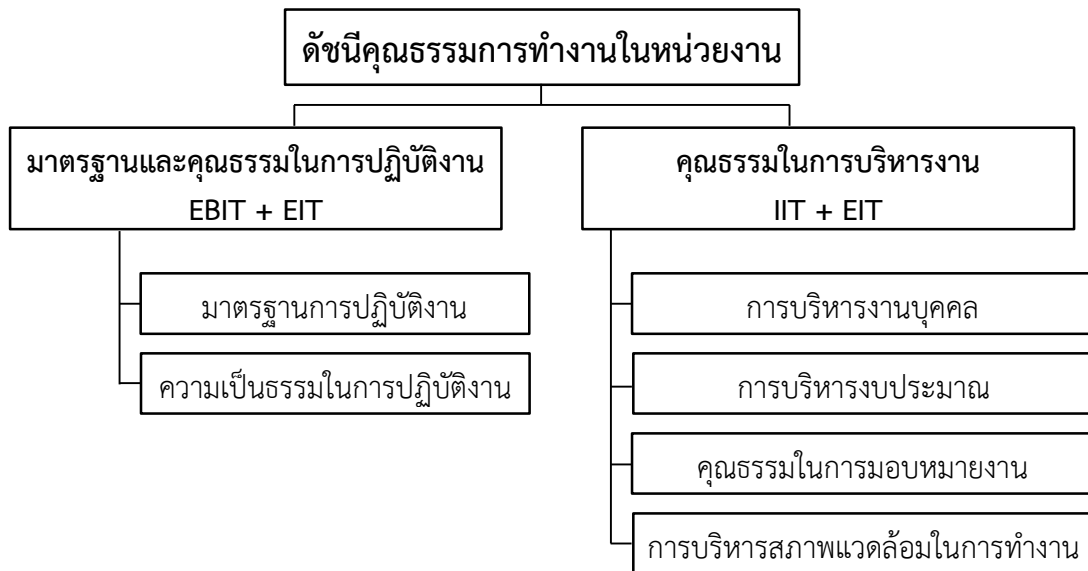 ดัชนีคุณธรรมการทำงานในหน่วยงาน
มาตรฐานและคุณธรรมในการปฏิบัติงาน
EBIT + EIT
มาตรฐานการปฏิบัติงาน
ความเป็นธรรมในการปฏิบัติงาน
คุณธรรมในการบริหารงาน
IIT + EIT
การบริหารงานบุคคล
การบริหารงบประมาณ
คุณธรรมในการมอบหมายงาน
การบริหารสภาพแวดล้อมในการทำงาน